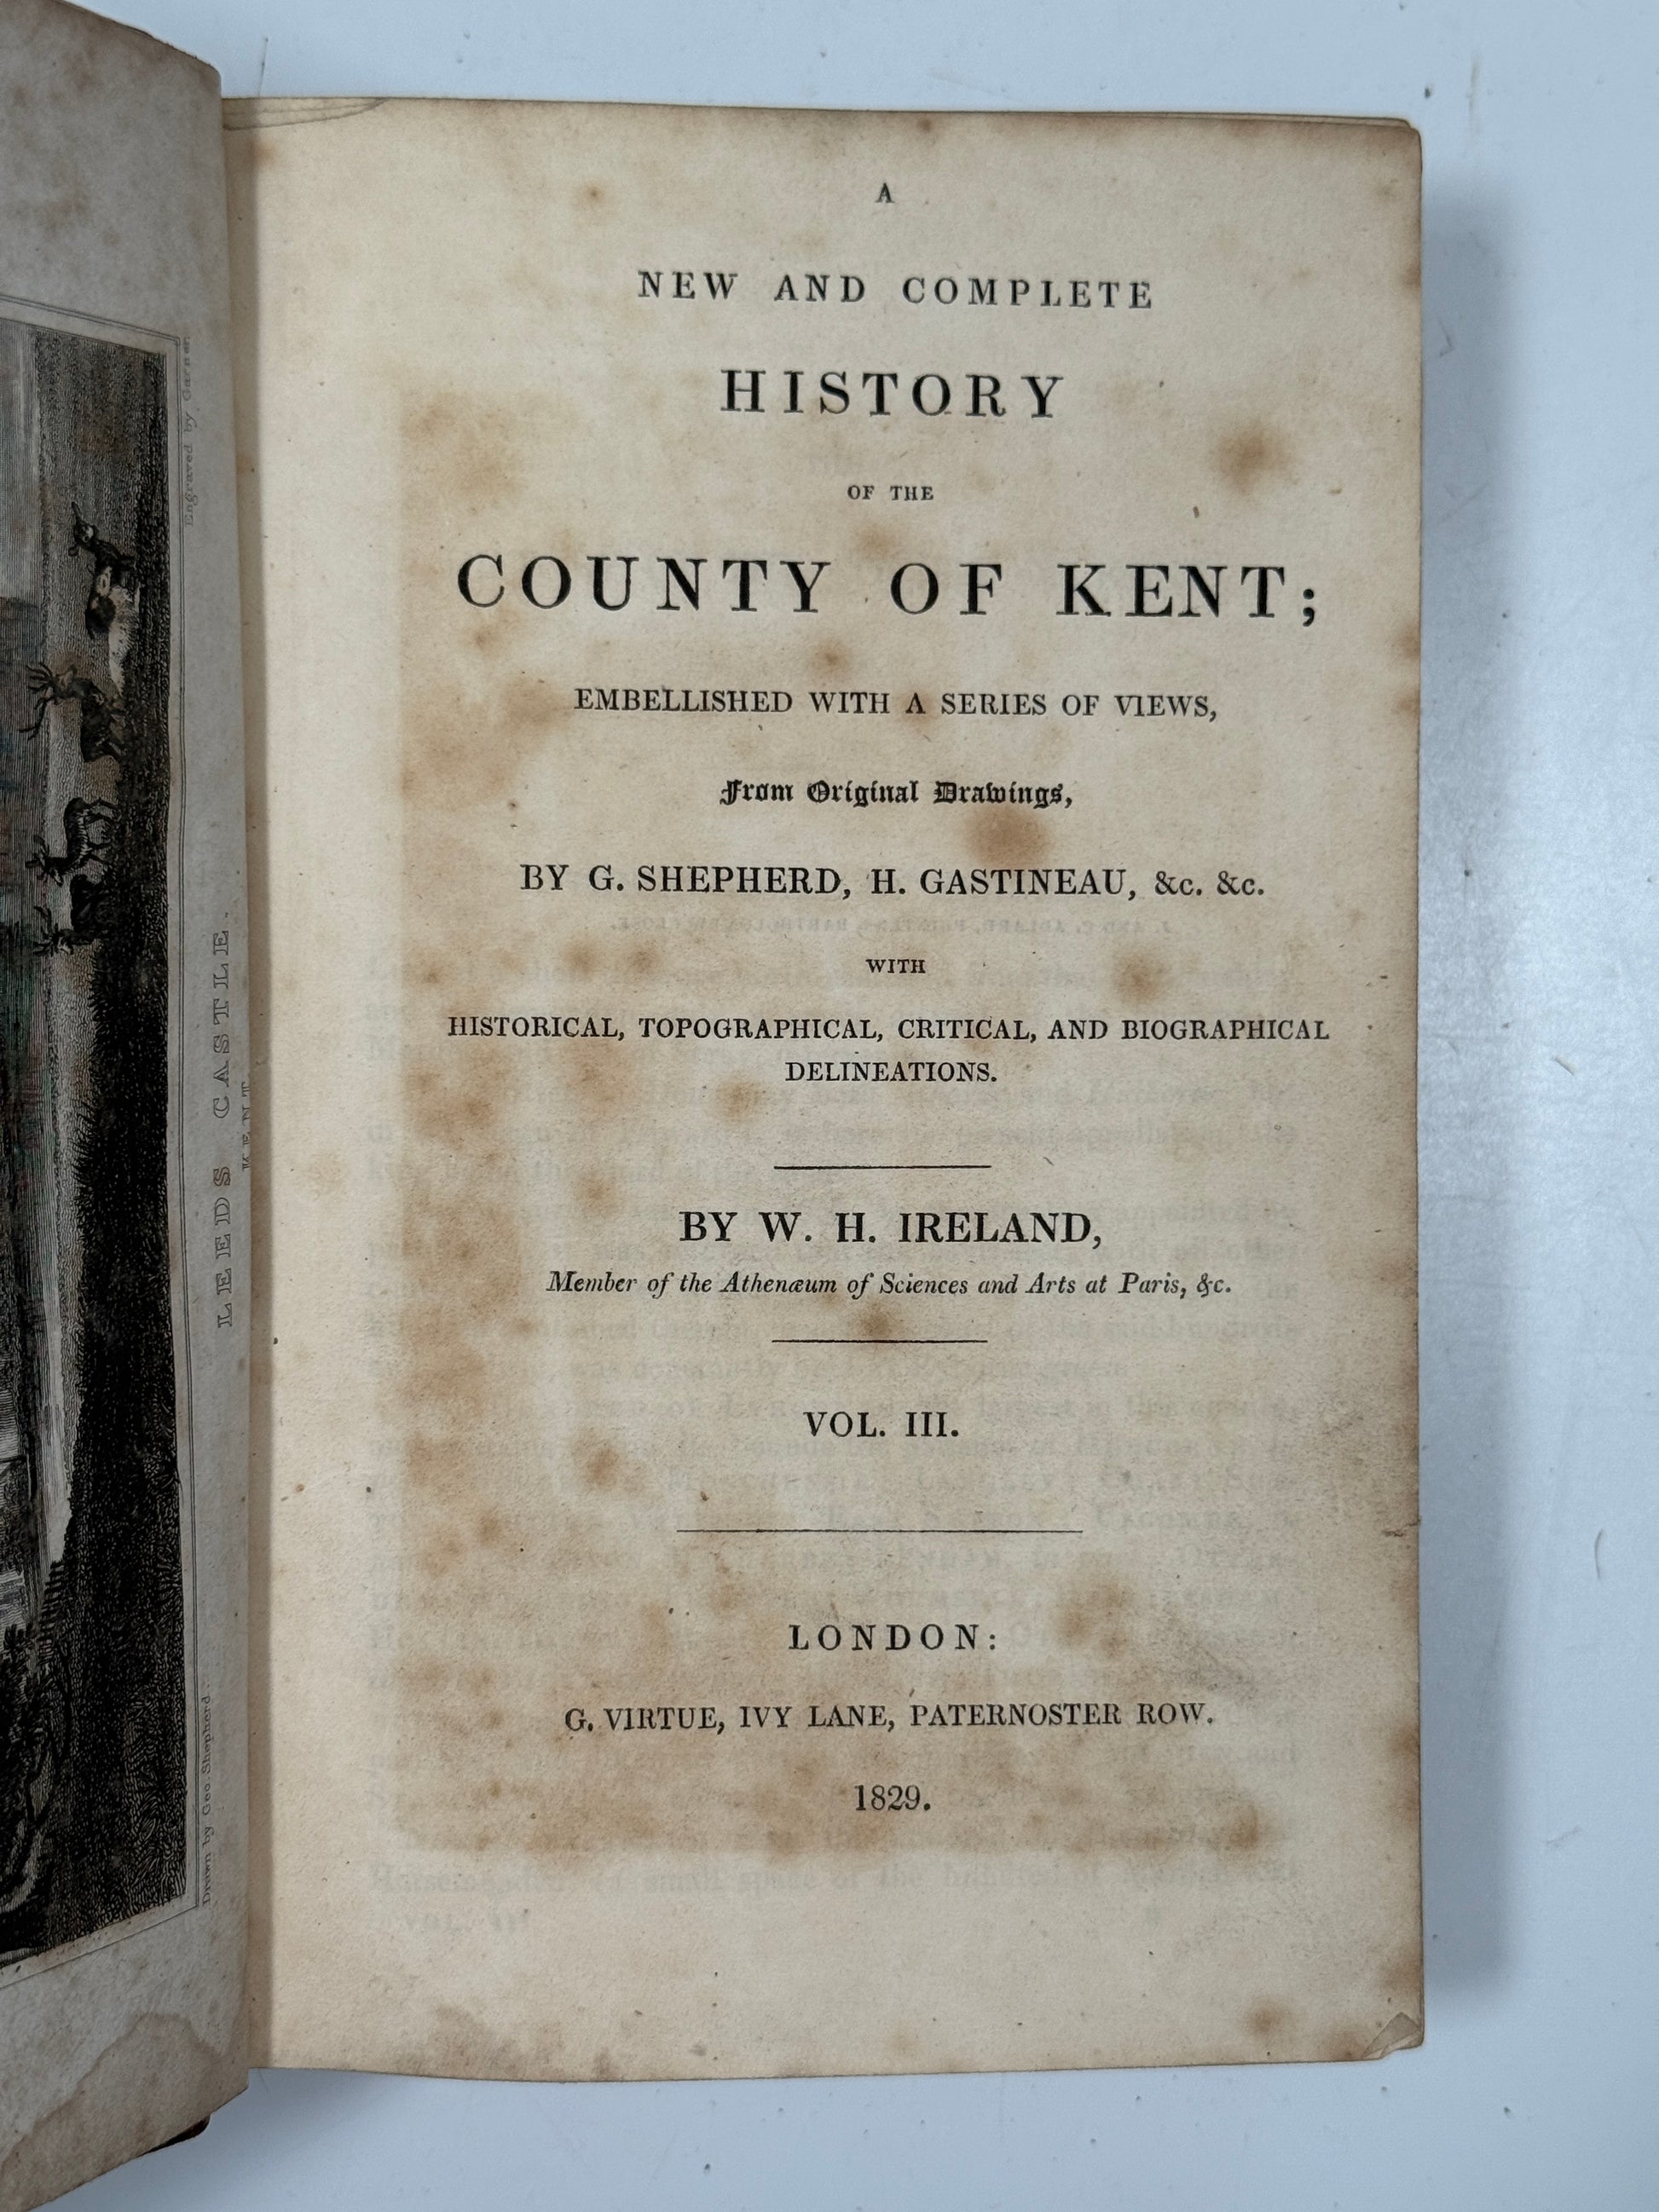 Engraved by Garner
LEEDS CASTLE.
KENT
Drawn by Geo Shepherd.
A
NEW AND COMPLETE
HISTORY
OF THE
COUNTY OF KENT;
EMBELLISHED WITH A SERIES OF VIEWS,
From Original Drawings,
BY G. SHEPHERD, H. GASTINEAU, &c. &c.
WITH
HISTORICAL, TOPOGRAPHICAL, CRITICAL, AND BIOGRAPHICAL
DELINEATIONS.
BY W. H. IRELAND,
Member of the Athenæum of Sciences and Arts at Paris, &c.
VOL. III.
LONDON:
G. VIRTUE, IVY LANE, PATERNOSTER ROW.
1829.